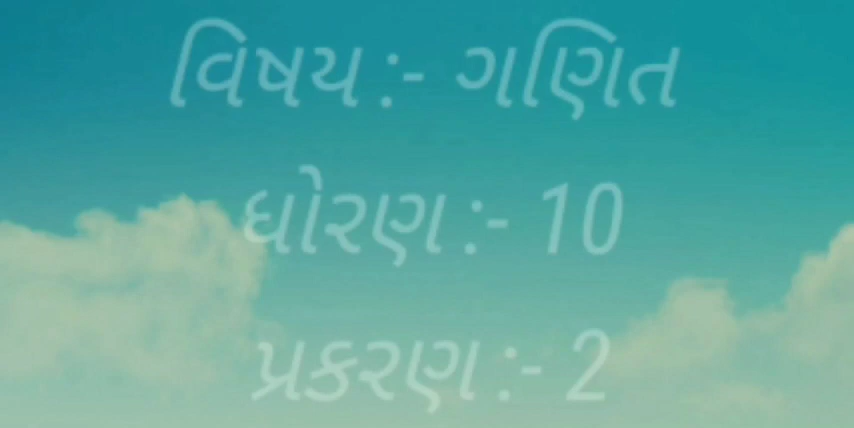 વિષય :- ગણિત
ધોરણ :- 10
પ્રકરણ :- 2